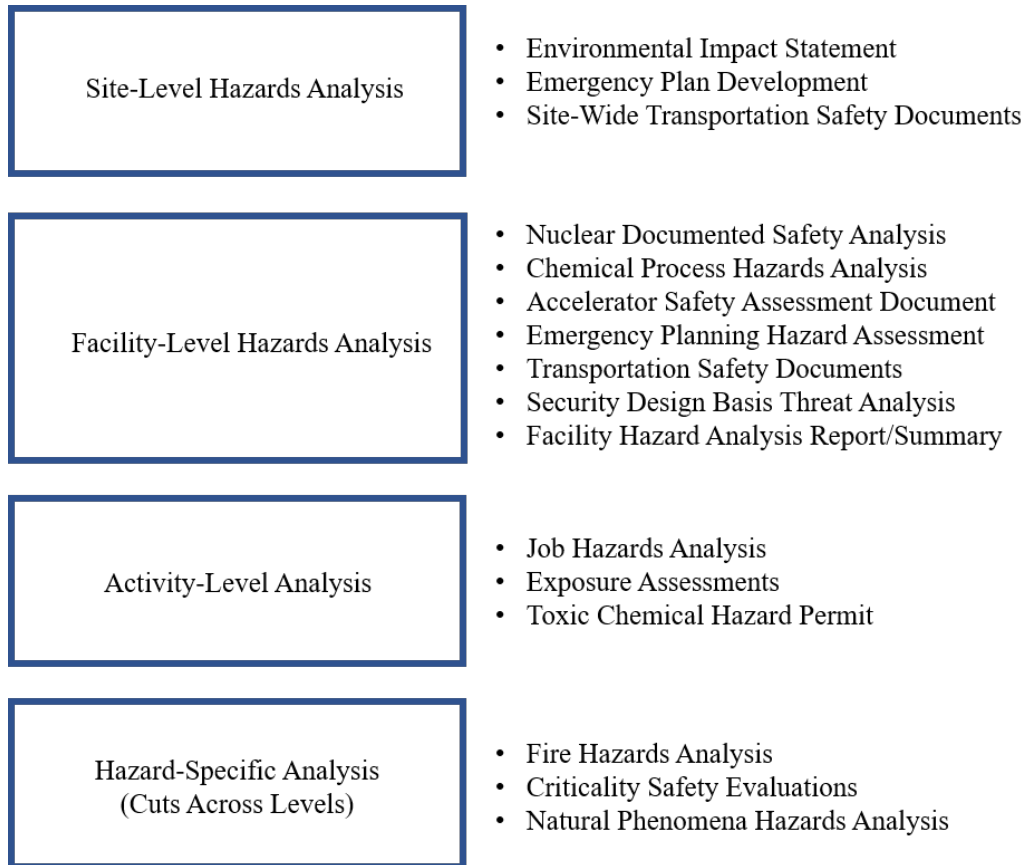 Site-Level Hazards Analysis
• Environmental Impact Statement
• Emergency Plan Development
• Site-Wide Transportation Safety Documents
Facility-Level Hazards Analysis
• Nuclear Documented Safety Analysis
• Chemical Process Hazards Analysis
• Accelerator Safety Assessment Document
• Emergency Planning Hazard Assessment
• Transportation Safety Documents
• Security Design Basis Threat Analysis
• Facility Hazard Analysis Report/Summary
Activity-Level Analysis
• Job Hazards Analysis
• Exposure Assessments
• Toxic Chemical Hazard Permit
Hazard-Specific Analysis
(Cuts Across Levels)
• Fire Hazards Analysis
• Criticality Safety Evaluations
• Natural Phenomena Hazards Analysis